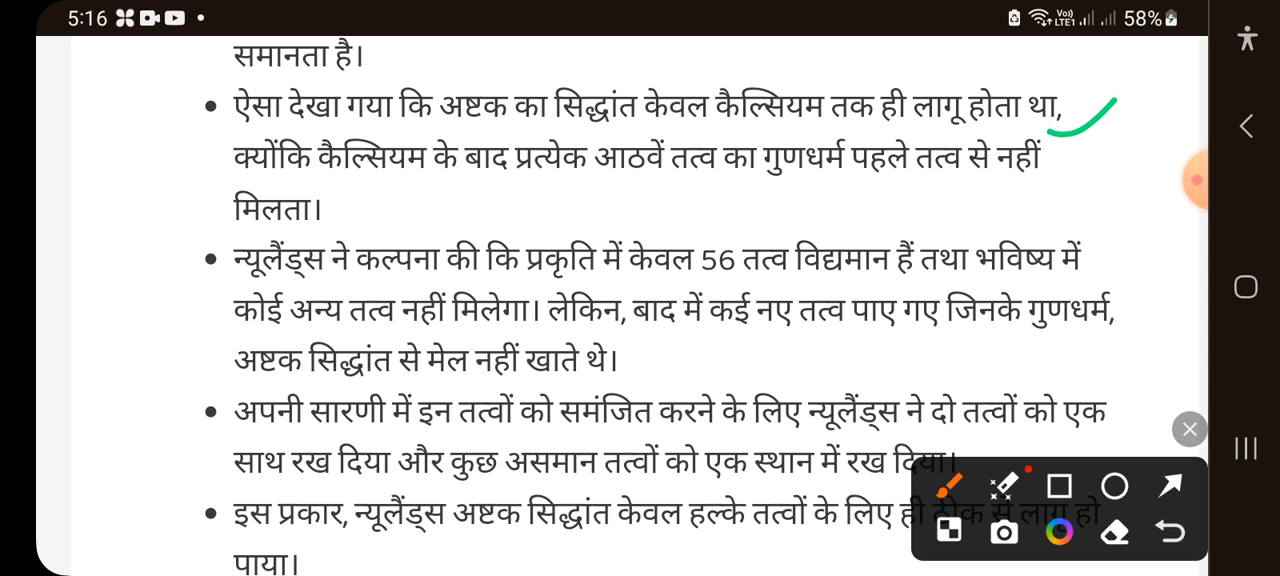 5:16
Vo))
LTE1
58%
समानता है।
• ऐसा देखा गया कि अष्टक का सिद्धांत केवल कैल्सियम तक ही लागू होता था,
क्योंकि कैल्सियम के बाद प्रत्येक आठवें तत्व का गुणधर्म पहले तत्व से नहीं
मिलता।
• न्यूलैंड्स ने कल्पना की कि प्रकृति में केवल 56 तत्व विद्यमान हैं तथा भविष्य में
कोई अन्य तत्व नहीं मिलेगा। लेकिन, बाद में कई नए तत्व पाए गए जिनके गुणधर्म,
अष्टक सिद्धांत से मेल नहीं खाते थे।
• अपनी सारणी में इन तत्वों को समंजित करने के लिए न्यूलैंड्स ने दो तत्वों को एक
साथ रख दिया और कुछ असमान तत्वों को एक स्थान में रख दिया।
• इस प्रकार, न्यूलैंड्स अष्टक सिद्धांत केवल हल्के तत्वों के लिए ही ठीक से लागू हो
पाया।